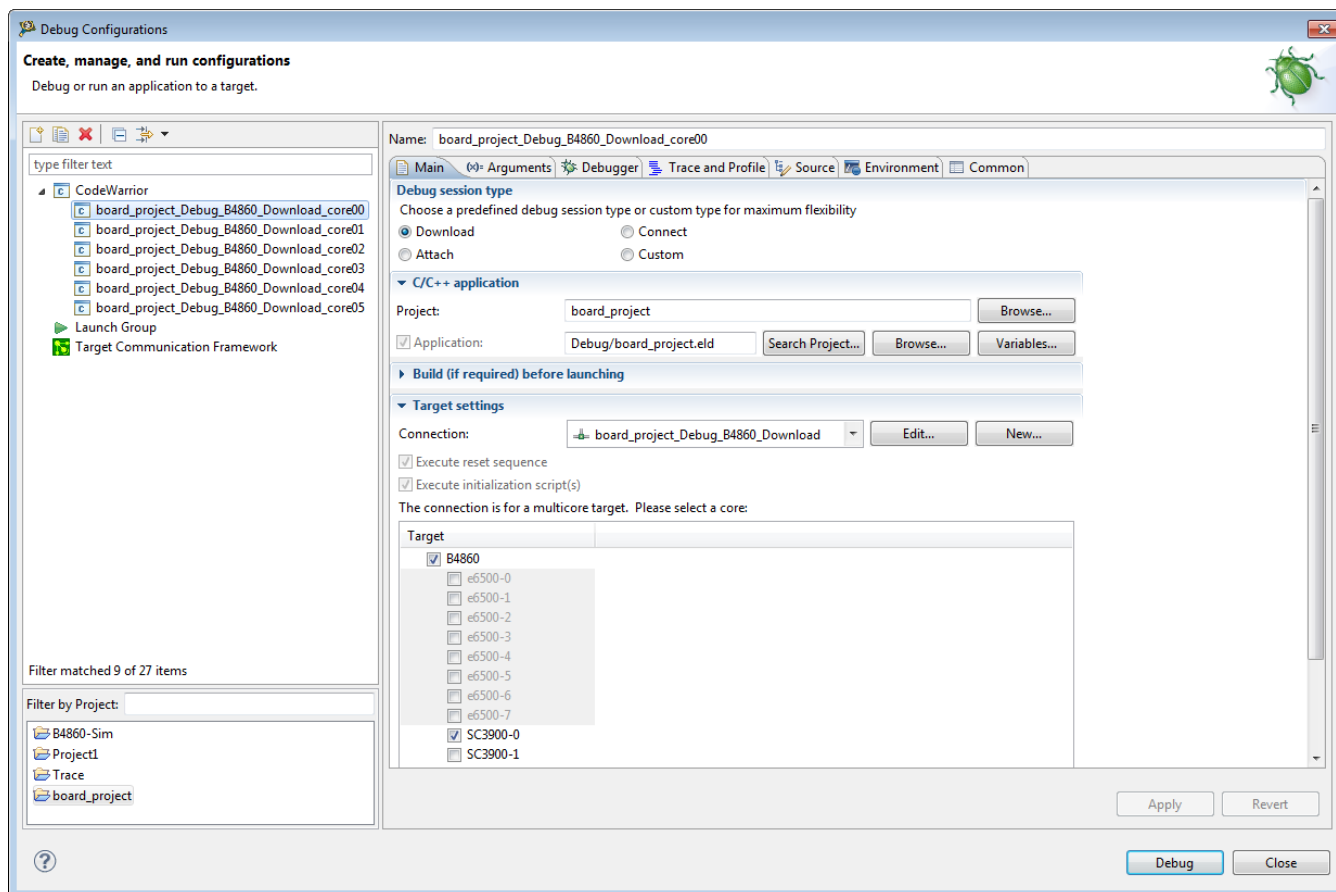 Debug Configurations
Create, manage, and run configurations
Debug or run an application to a target.
type filter text
CodeWarrior
board_project_Debug_B4860_Download_core00
board_project_Debug_B4860_Download_core01
board_project_Debug_B4860_Download_core02
board_project_Debug_B4860_Download_core03
board_project_Debug_B4860_Download_core04
board_project_Debug_B4860_Download_core05
Launch Group
Target Communication Framework
Filter matched 9 of 27 items
Filter by Project:
B4860-Sim
Project1
Trace
board_project
Name: board_project_Debug_B4860_Download_core00
Main (x)= Arguments Debugger Trace and Profile Source Environment Common
Debug session type
Choose a predefined debug session type or custom type for maximum flexibility
Download Connect
Attach Custom
C/C++ application
Project: board_project Browse...
Application: Debug/board_project.eld Search Project... Browse... Variables...
Build (if required) before launching
Target settings
Connection: board_project_Debug_B4860_Download Edit... New...
Execute reset sequence
Execute initialization script(s)
The connection is for a multicore target. Please select a core:
Target
B4860
e6500-0
e6500-1
e6500-2
e6500-3
e6500-4
e6500-5
e6500-6
e6500-7
SC3900-0
SC3900-1
Apply Revert
Debug Close